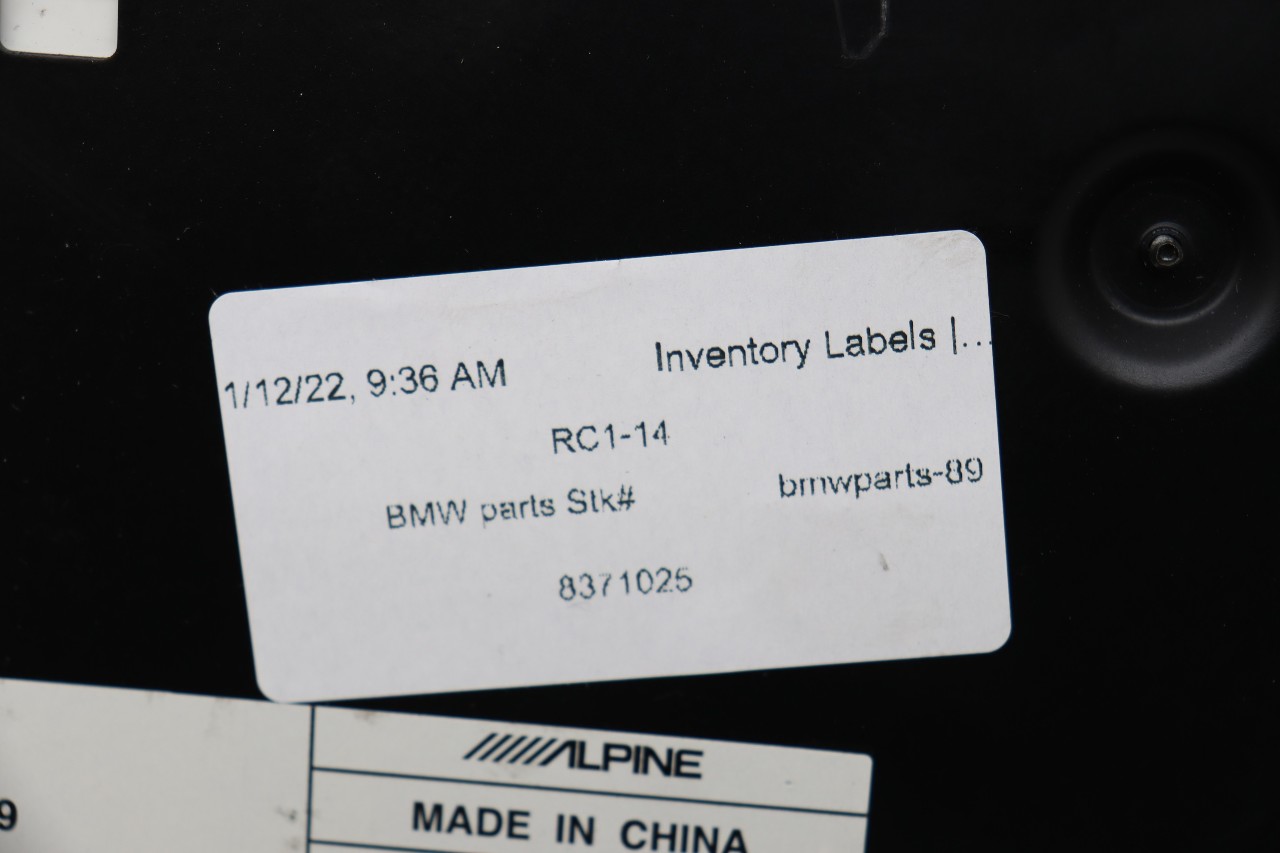 1/12/22, 9:36 AM Inventory Labels |...
RC1-14
BMW parts Stk# bmwparts-89
8371025
ALPINE
9 MADE IN CHINA